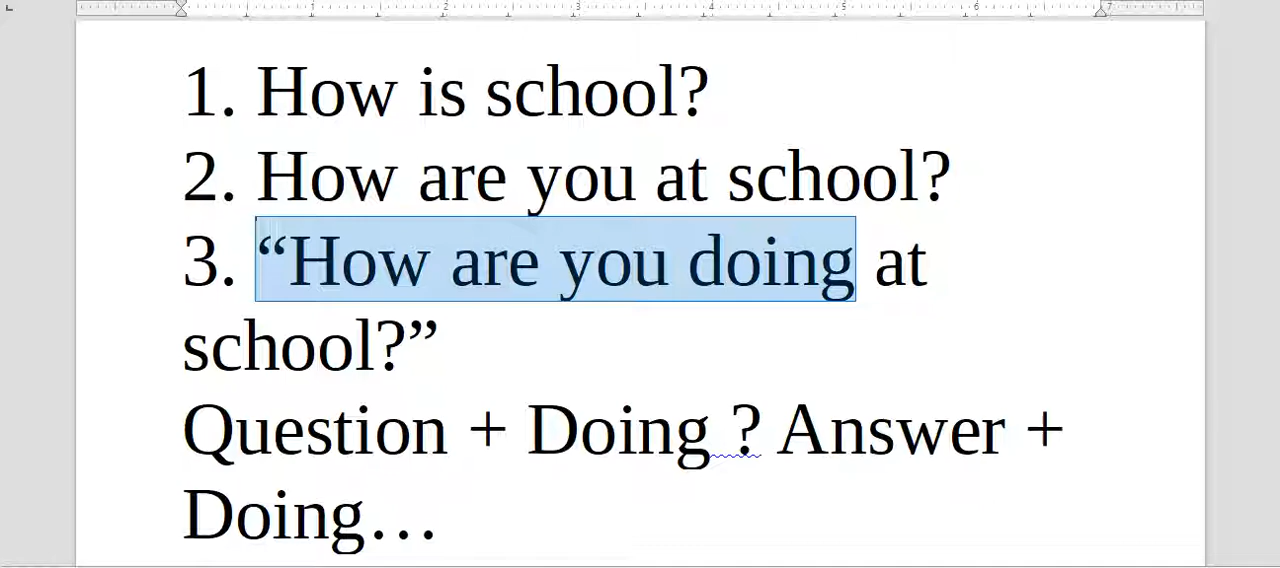 1. How is school?
2. How are you at school?
3. “How are you doing at
school?”
Question + Doing ? Answer +
Doing…